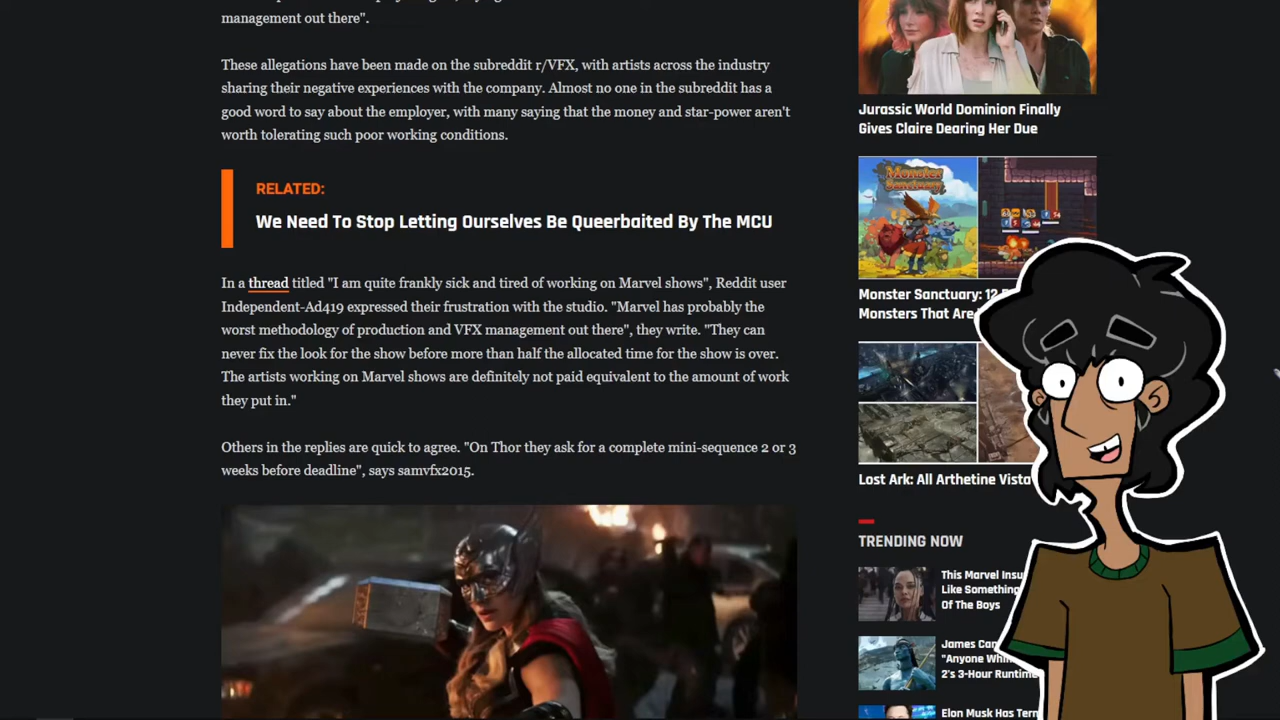 management out there".
These allegations have been made on the subreddit r/VFX, with artists across the industry
sharing their negative experiences with the company. Almost no one in the subreddit has a
good word to say about the employer, with many saying that the money and star-power aren't
worth tolerating such poor working conditions.
RELATED:
We Need To Stop Letting Ourselves Be Queerbaited By The MCU
In a thread titled "I am quite frankly sick and tired of working on Marvel shows", Reddit user
Independent-Ad419 expressed their frustration with the studio. "Marvel has probably the
worst methodology of production and VFX management out there", they write. "They can
never fix the look for the show before more than half the allocated time for the show is over.
The artists working on Marvel shows are definitely not paid equivalent to the amount of work
they put in."
Others in the replies are quick to agree. "On Thor they ask for a complete mini-sequence 2 or 3
weeks before deadline", says samvfx2015.
Jurassic World Dominion Finally
Gives Claire Dearing Her Due
Monster Sanctuary
Monster Sanctuary: 12
Monsters That Are
Lost Ark: All Arthetine Vista
TRENDING NOW
This Marvel
Like Something
Of The Boys
James
"Anyone
2's 3-Hour
Elon Musk Has